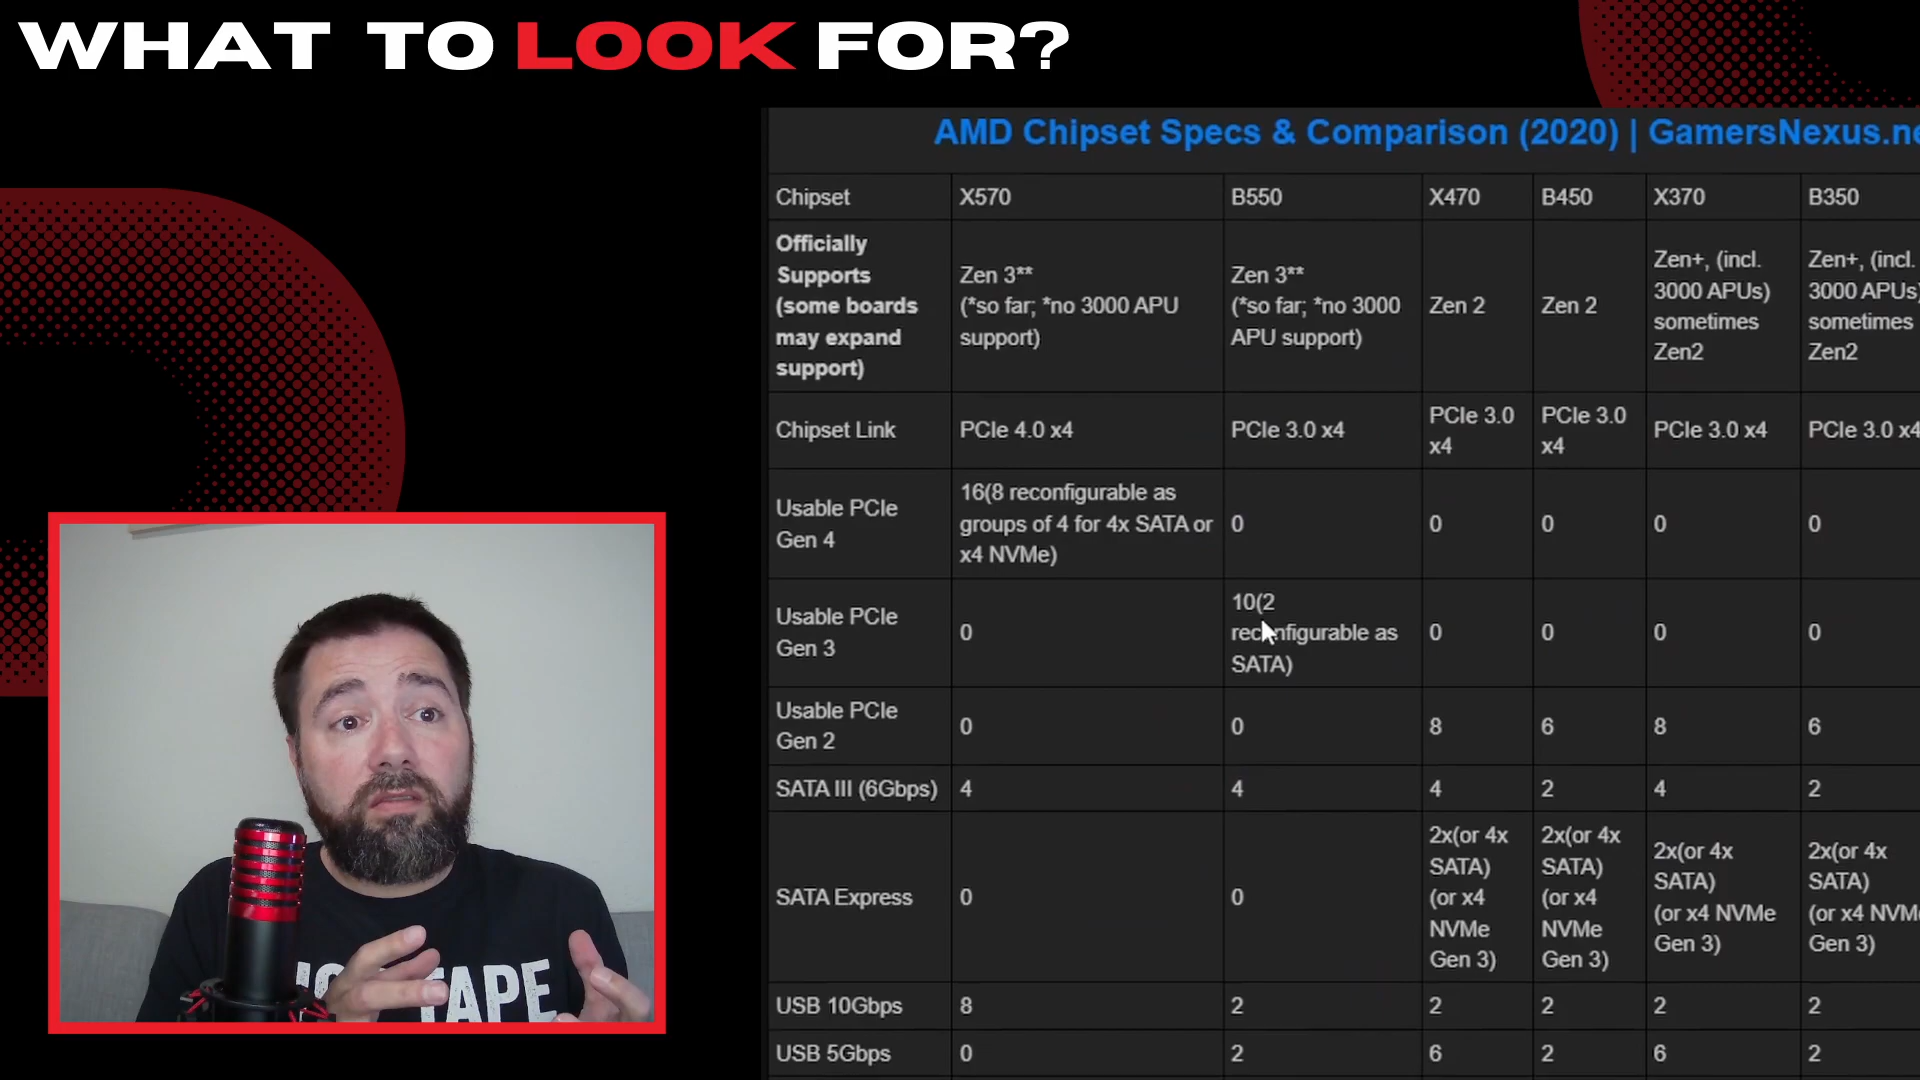 WHAT TO LOOK FOR?
AMD Chipset Specs & Comparison (2020) | GamersNexus.ne
Chipset X570 B550 X470 B450 X370 B350
Officially
Supports
(some boards
may expand
support)
Zen 3**
(*so far; *no 3000 APU
support)
Zen 3**
(*so far; *no 3000
APU support)
Zen 2
Zen 2
Zen+, (incl.
3000 APUs)
sometimes
Zen2
Zen+, (incl.
3000 APUs)
sometimes
Zen2
Chipset Link
PCIe 4.0 x4
PCIe 3.0 x4
PCIe 3.0
x4
PCIe 3.0
x4
PCIe 3.0 x4
PCIe 3.0 x4
Usable PCIe
Gen 4
16(8 reconfigurable as
groups of 4 for 4x SATA or
x4 NVMe)
0
0
0
0
0
Usable PCIe
Gen 3
0
10(2
reconfigurable as
SATA)
0
0
0
0
Usable PCIe
Gen 2
0
0
8
6
8
6
SATA III (6Gbps) 4 4 4 2 4 2
SATA Express
0
0
2x(or 4x
SATA)
(or x4
NVMe
Gen 3)
2x(or 4x
SATA)
(or x4
NVMe
Gen 3)
2x(or 4x
SATA)
(or x4 NVMe
Gen 3)
2x(or 4x
SATA)
(or x4 NVMe
Gen 3)
USB 10Gbps 8 2 2 2 2 2
USB 5Gbps 0 2 6 2 6 2
TAPE